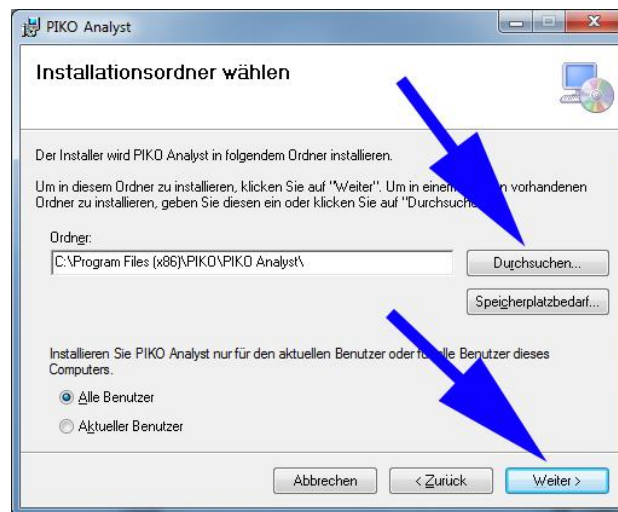 PIKO Analyst
Installationsordner wählen
Der Installer wird PIKO Analyst in folgendem Ordner installieren.
Um in diesem Ordner zu installieren, klicken Sie auf "Weiter". Um in einem vorhandenen
Ordner zu installieren, geben Sie diesen ein oder klicken Sie auf
Ordner:
C:\Program Files (x86)\PIKO\PIKO Analyst\
Durchsuchen...
Speicherplatzbedarf...
Installieren Sie PIKO Analyst nur für den aktuellen Benutzer oder Benutzer dieses
Computers.
Alle Benutzer
Aktueller Benutzer
Abbrechen
< Zurück
Weiter >